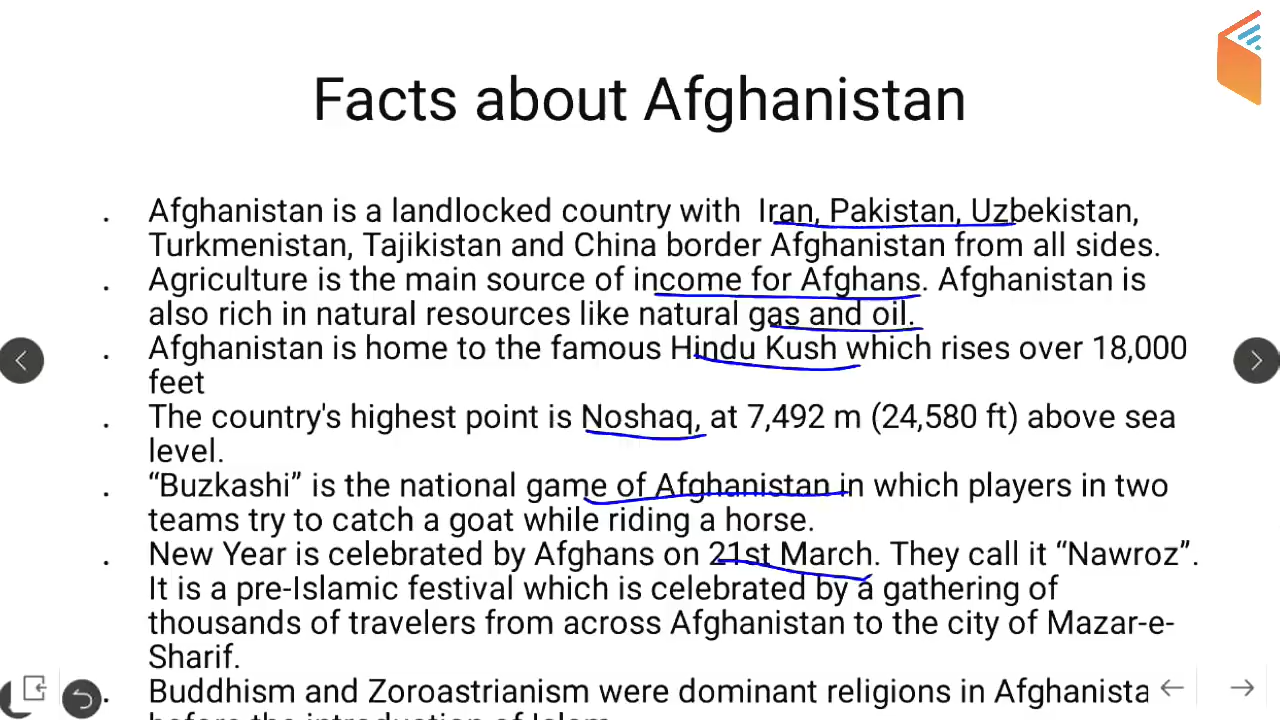 Facts about Afghanistan
. Afghanistan is a landlocked country with Iran, Pakistan, Uzbekistan,
Turkmenistan, Tajikistan and China border Afghanistan from all sides.
. Agriculture is the main source of income for Afghans. Afghanistan is
also rich in natural resources like natural gas and oil.
. Afghanistan is home to the famous Hindu Kush which rises over 18,000
feet
. The country's highest point is Noshaq, at 7,492 m (24,580 ft) above sea
level.
. “Buzkashi” is the national game of Afghanistan in which players in two
teams try to catch a goat while riding a horse.
. New Year is celebrated by Afghans on 21st March. They call it “Nawroz”.
It is a pre-Islamic festival which is celebrated by a gathering of
thousands of travelers from across Afghanistan to the city of Mazar-e-
Sharif.
. Buddhism and Zoroastrianism were dominant religions in Afghanista
before the introduction of Islam